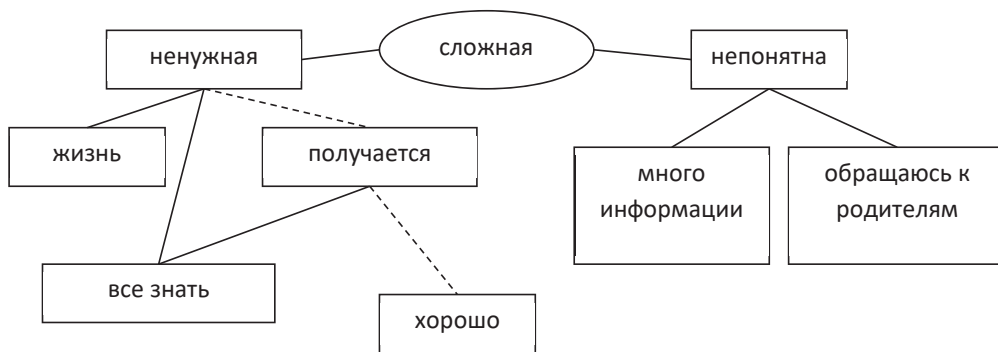 сложная
ненужная
непонятна
жизнь
получается
много
информации
обращаюсь к
родителям
все знать
хорошо